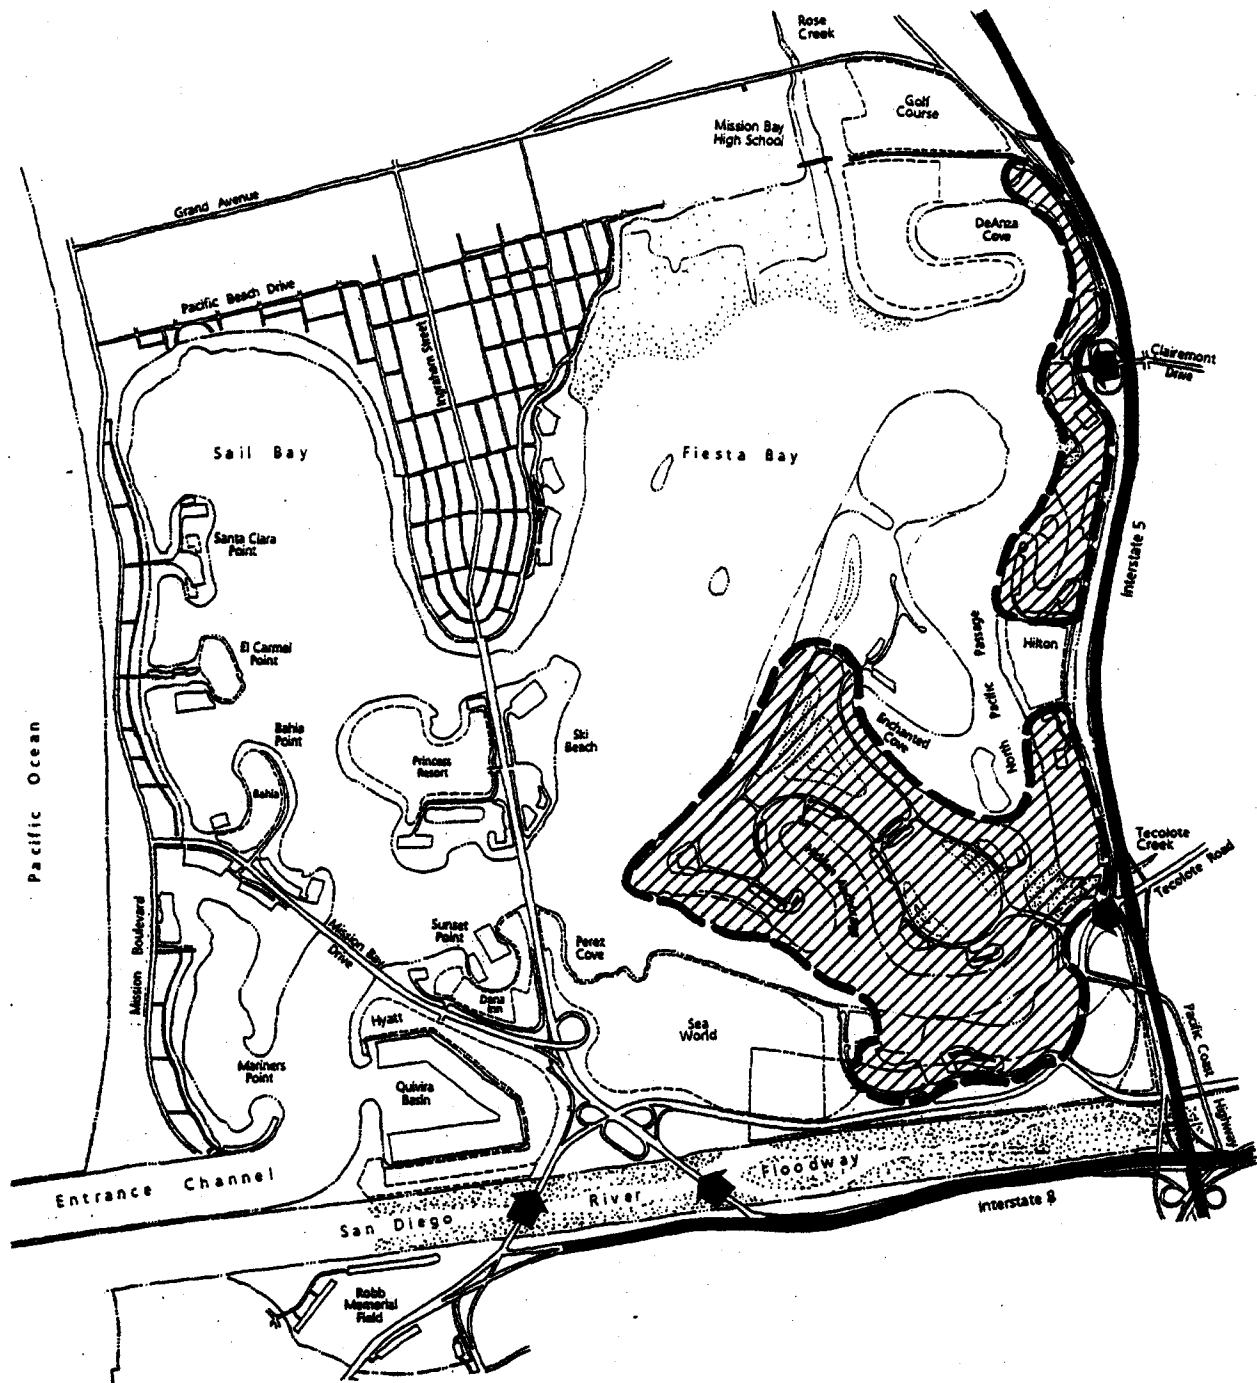 Rose
Creek
Golf
Course
Mission Bay
High School
Grand Avenue
DeAnza
Cove
Pacific Beach Drive
Ingraham Street
Clairemont
Drive
Sail Bay
Fiesta Bay
Santa Clara
Point
Interstate 5
El Carmel
Point
North Pacific Passage
Hilton
Pacific Ocean
Bahia
Point
Bahia
Princess
Resort
Ski
Beach
Enchanted
Cove
Hidden Anchorage
Tecolote
Creek
Tecolote Road
Mission Boulevard
Mission Bay
Drive
Sunset
Point
Perez
Cove
Dana
Inn
Hyatt
Sea
World
Pacific Coast
Highway
Mariners
Point
Quivira
Basin
Entrance Channel
San Diego River Floodway
Interstate 8
Robb
Memorial
Field